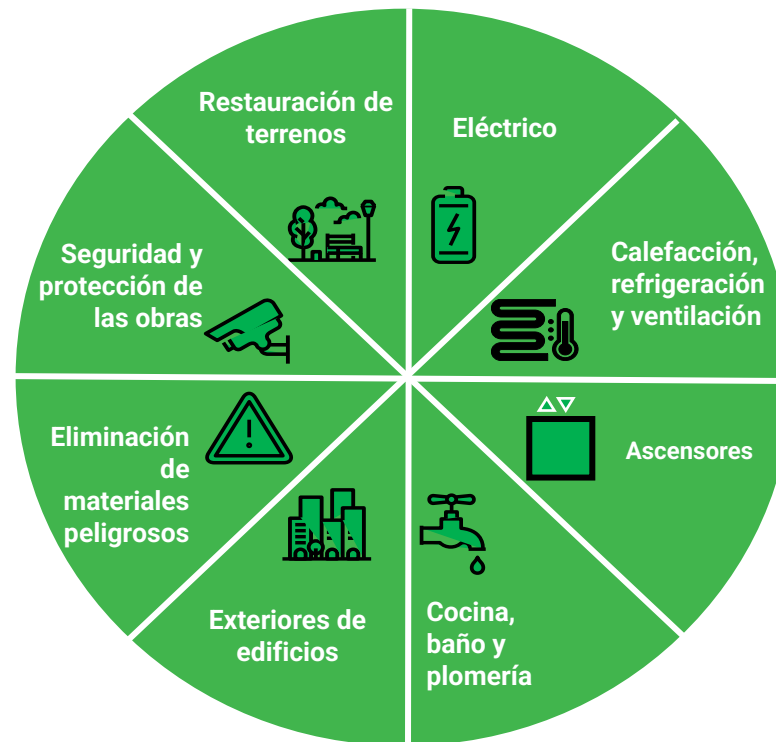 Restauración de
terrenos
Eléctrico
Calefacción,
refrigeración
y ventilación
Ascensores
Cocina,
baño y
plomería
Exteriores de
edificios
Eliminación
de
materiales
peligrosos
Seguridad y
protección de
las obras